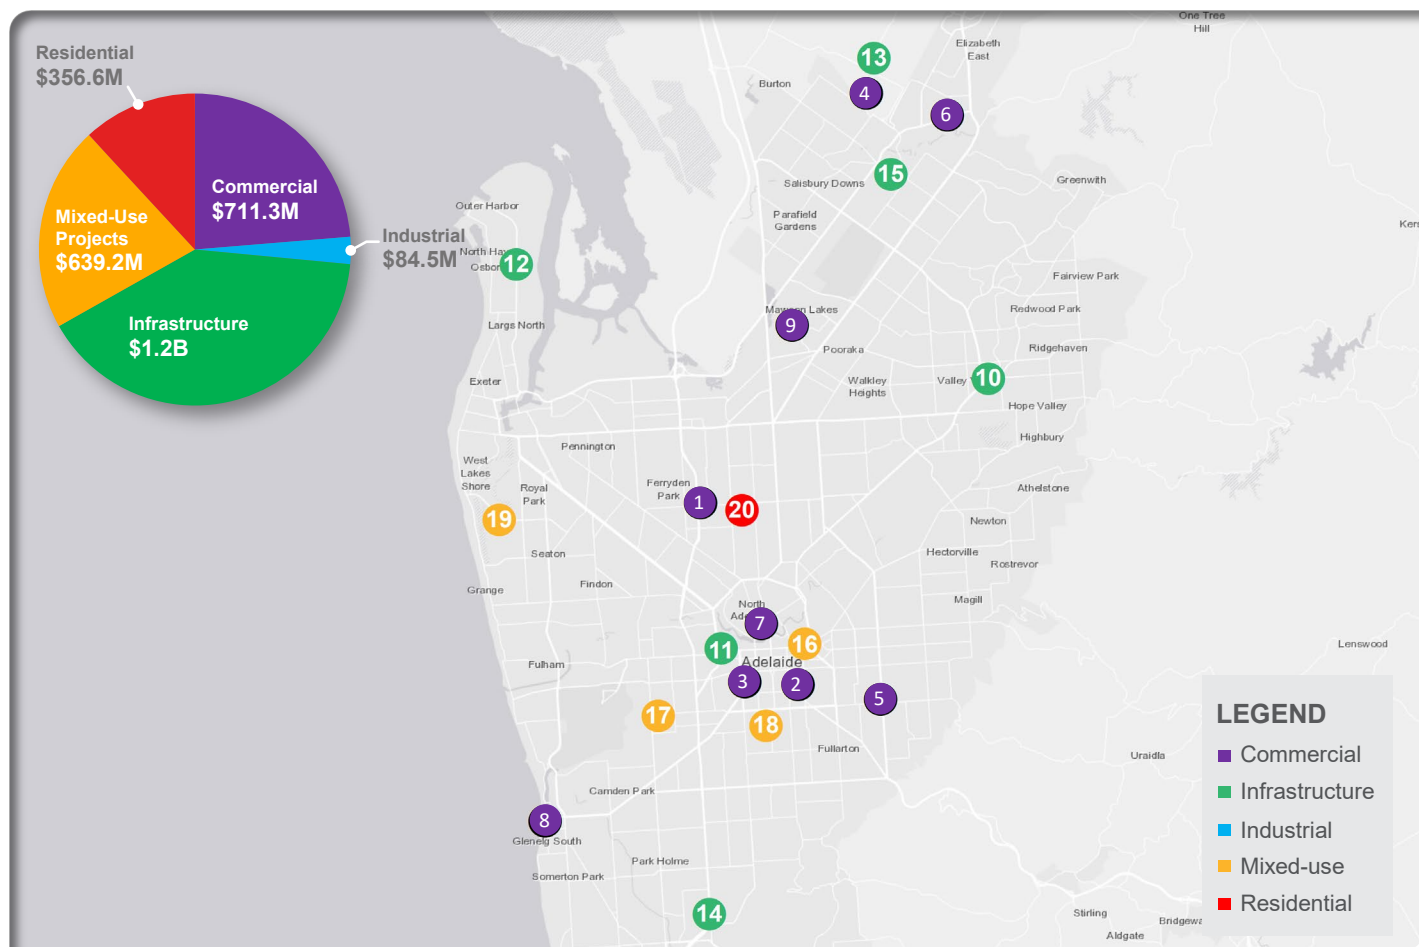 One Tree
Hill
Elizabeth
East
13
Burton
4
6
Residential
$356.6M
15
Salisbury Downs
Greenwith
Commercial
$711.3M
Outer Harbor
Parafield
Gardens
Mixed-Use
Projects
$639.2M
Industrial
$84.5M
12
Fairview Park
Infrastructure
$1.2B
Largs North
Redwood Park
9
Pooraka
Ridgehaven
Exeter
Walkley
Heights
Valley
10
Hope Valley
Highbury
Pennington
West
Lakes
Shore
Royal
Park
Ferryden
Park
1
20
Athelstone
19
Newton
Seaton
Hectorville
Rostrevor
Findon
Grange
Magill
North
7
11
16
Adelaide
Lenswood
Fulham
3
2
5
17
18
Fullarton
Uraidla
Camden Park
8
Glenelg South
Park Holme
Somerton Park
14
Stirling
Aldgate
LEGEND
Commercial
Infrastructure
Industrial
Mixed-use
Residential